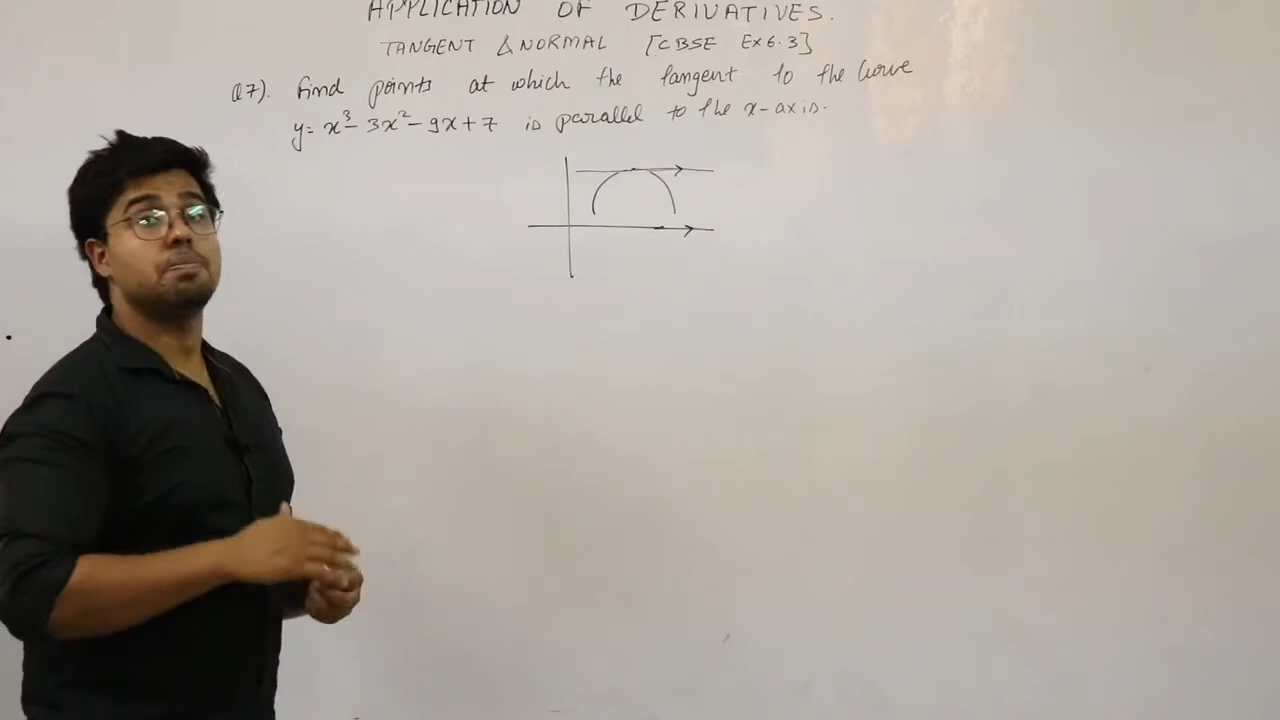 APPLICATION OF DERIVATIVES.
TANGENT & NORMAL [CBSE Ex 6.3]
Q7). Find points at which the tangent to the curve
y = x³ - 3x² - 9x + 7 is parallel to the x-axis.